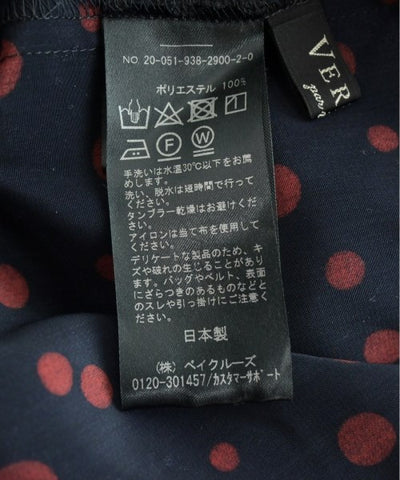 NO. 20-051-938-2900-2-0
ポリエステル 100%
手洗いは水温30℃以下をお薦
めします。
洗い、脱水は短時間で行って
ください。
タンブラー乾燥はお避けくだ
さい。
アイロンは当て布を使用して
ください。
デリケートな製品のため、キ
ズや破れの生じることがあり
ます。バッグやベルト、表面
にざらつきのあるものなどと
のスレや引っ掛けにご注意く
ださい。
日本製
(株) ベイクルーズ
0120-301457/カスタマーサポート
VER
par
F
W